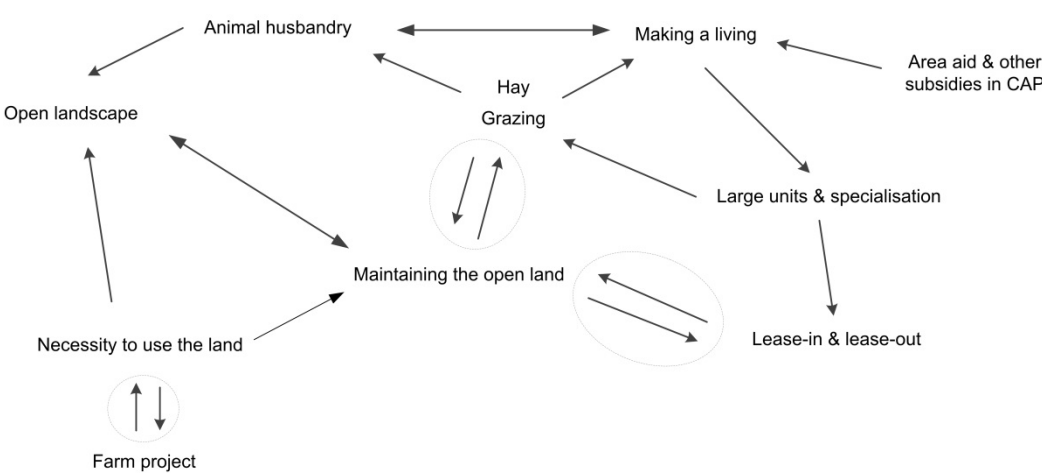 Animal husbandry
Making a living
Area aid & other
subsidies in CAP
Hay
Grazing
Open landscape
Large units & specialisation
Maintaining the open land
Necessity to use the land
Lease-in & lease-out
Farm project